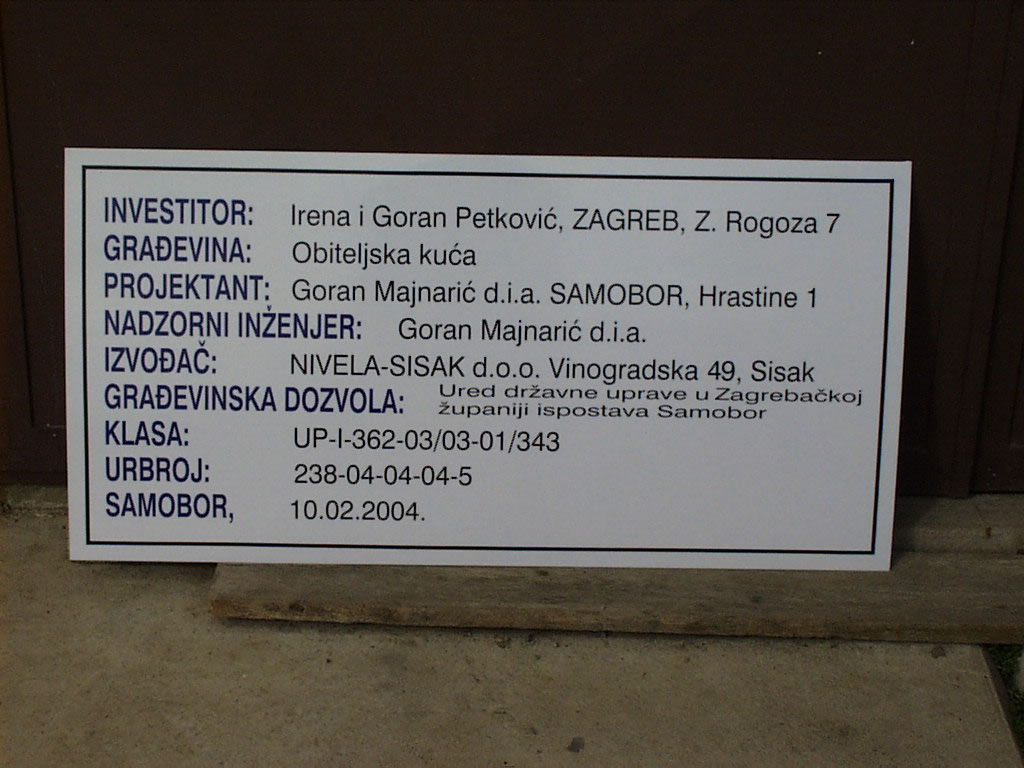 INVESTITOR: Irena i Goran Petković, ZAGREB, Z. Rogoza 7
GRAĐEVINA: Obiteljska kuća
PROJEKTANT: Goran Majnarić d.i.a. SAMOBOR, Hrastine 1
NADZORNI INŽENJER: Goran Majnarić d.i.a.
IZVOĐAČ: NIVELA-SISAK d.o.o. Vinogradska 49, Sisak
GRAĐEVINSKA DOZVOLA: Ured državne uprave u Zagrebačkoj
županiji ispostava Samobor
KLASA: UP-I-362-03/03-01/343
URBROJ: 238-04-04-04-5
SAMOBOR, 10.02.2004.